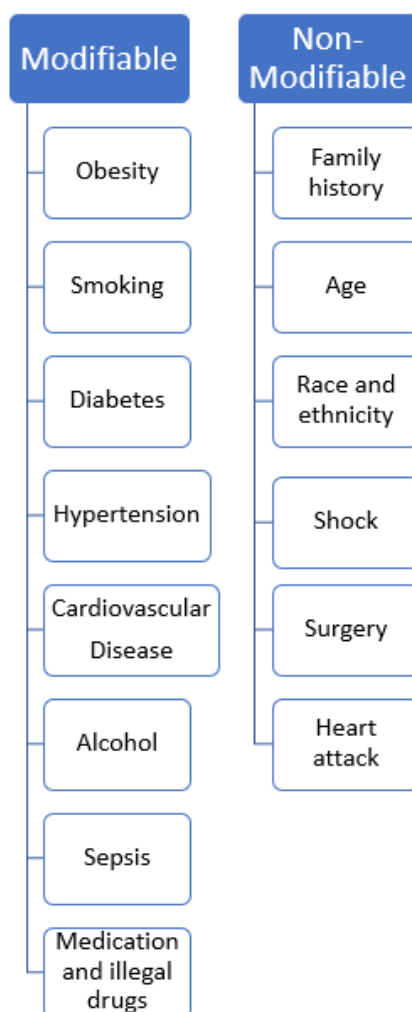 Modifiable
Obesity
Smoking
Diabetes
Hypertension
Cardiovascular
Disease
Alcohol
Sepsis
Medication
and illegal
drugs
Non-
Modifiable
Family
history
Age
Race and
ethnicity
Shock
Surgery
Heart
attack